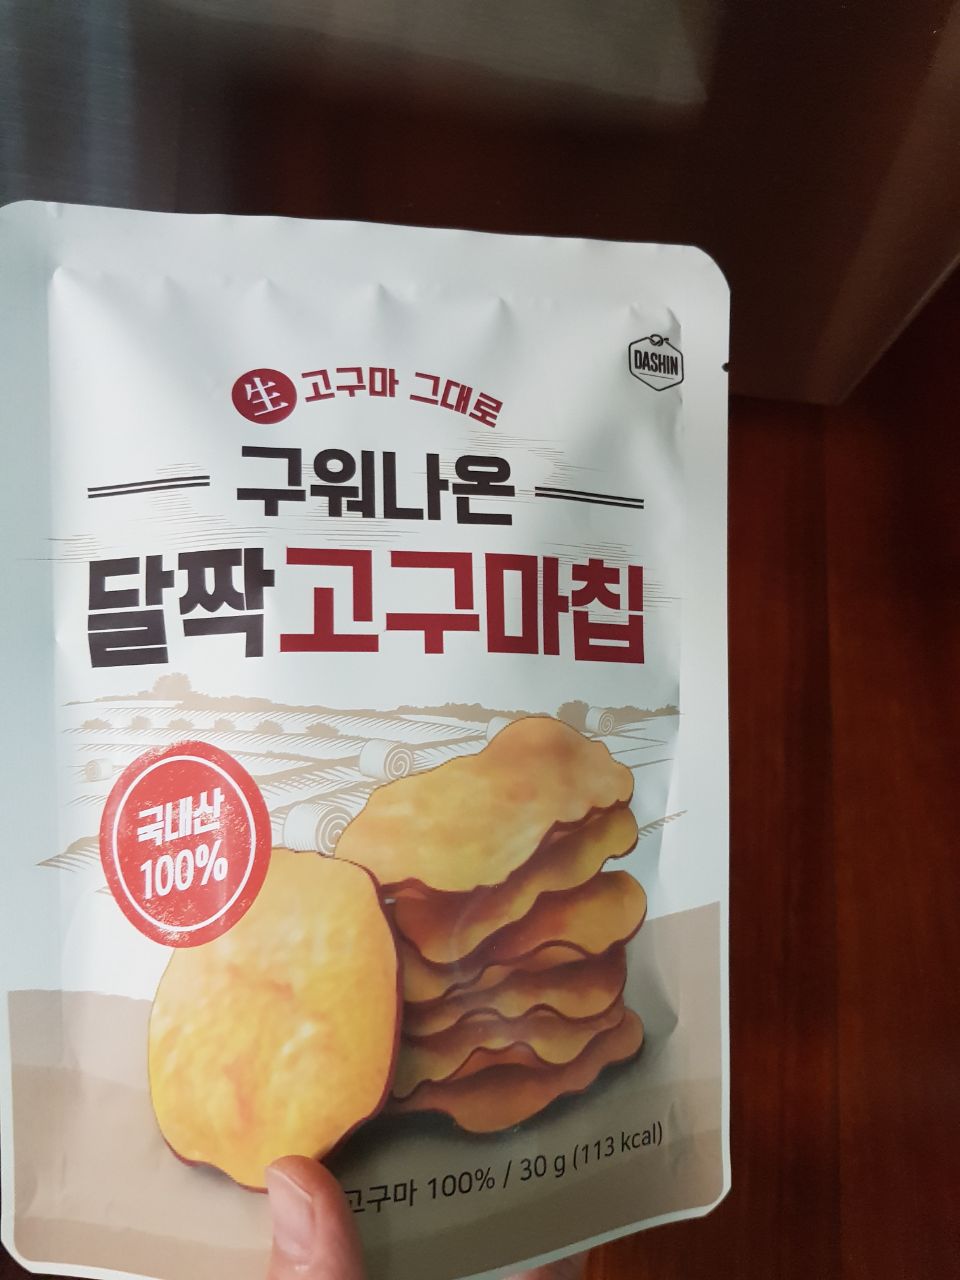 DASHIN
生 고구마 그대로
구워나온
달짝고구마칩
국내산
100%
고구마 100% / 30 g (113 kcal)